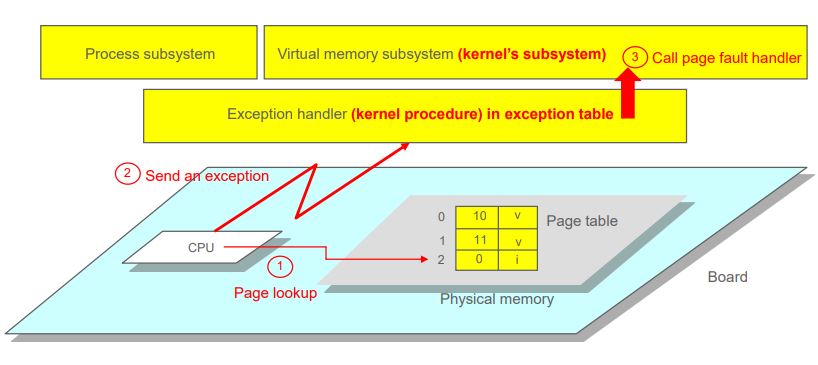 Process subsystem
Virtual memory subsystem (kernel's subsystem)
3 Call page fault handler
Exception handler (kernel procedure) in exception table
2 Send an exception
0 10 v
Page table
1 11 v
2 0 i
CPU
1
Page lookup
Physical memory
Board